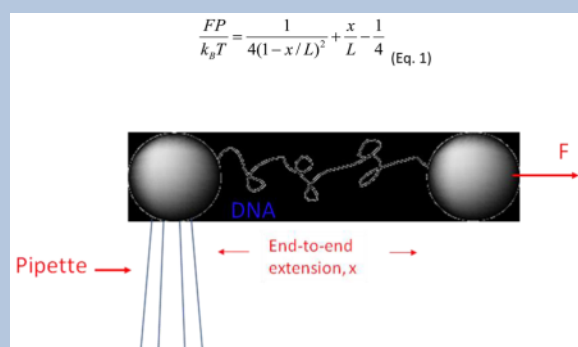 FP/k_BT = 1/4(1-x/L)^2 + x/L - 1/4 (Eq. 1)
F
DNA
End-to-end
extension, x
Pipette